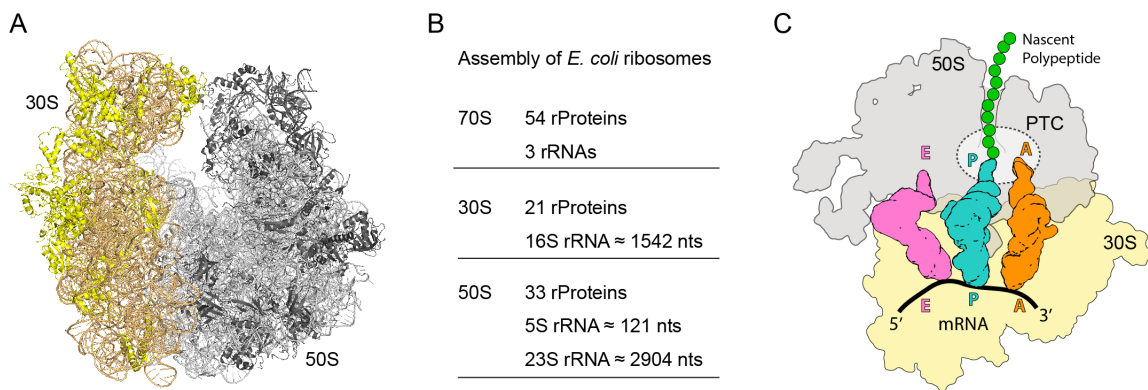 A
30S
50S
B
Assembly of E. coli ribosomes
70S 54 rProteins
3 rRNAs
30S 21 rProteins
16S rRNA ≈ 1542 nts
50S 33 rProteins
5S rRNA ≈ 121 nts
23S rRNA ≈ 2904 nts
C
Nascent
Polypeptide
50S
PTC
E
P
A
30S
E
P
A
5’
mRNA
3’